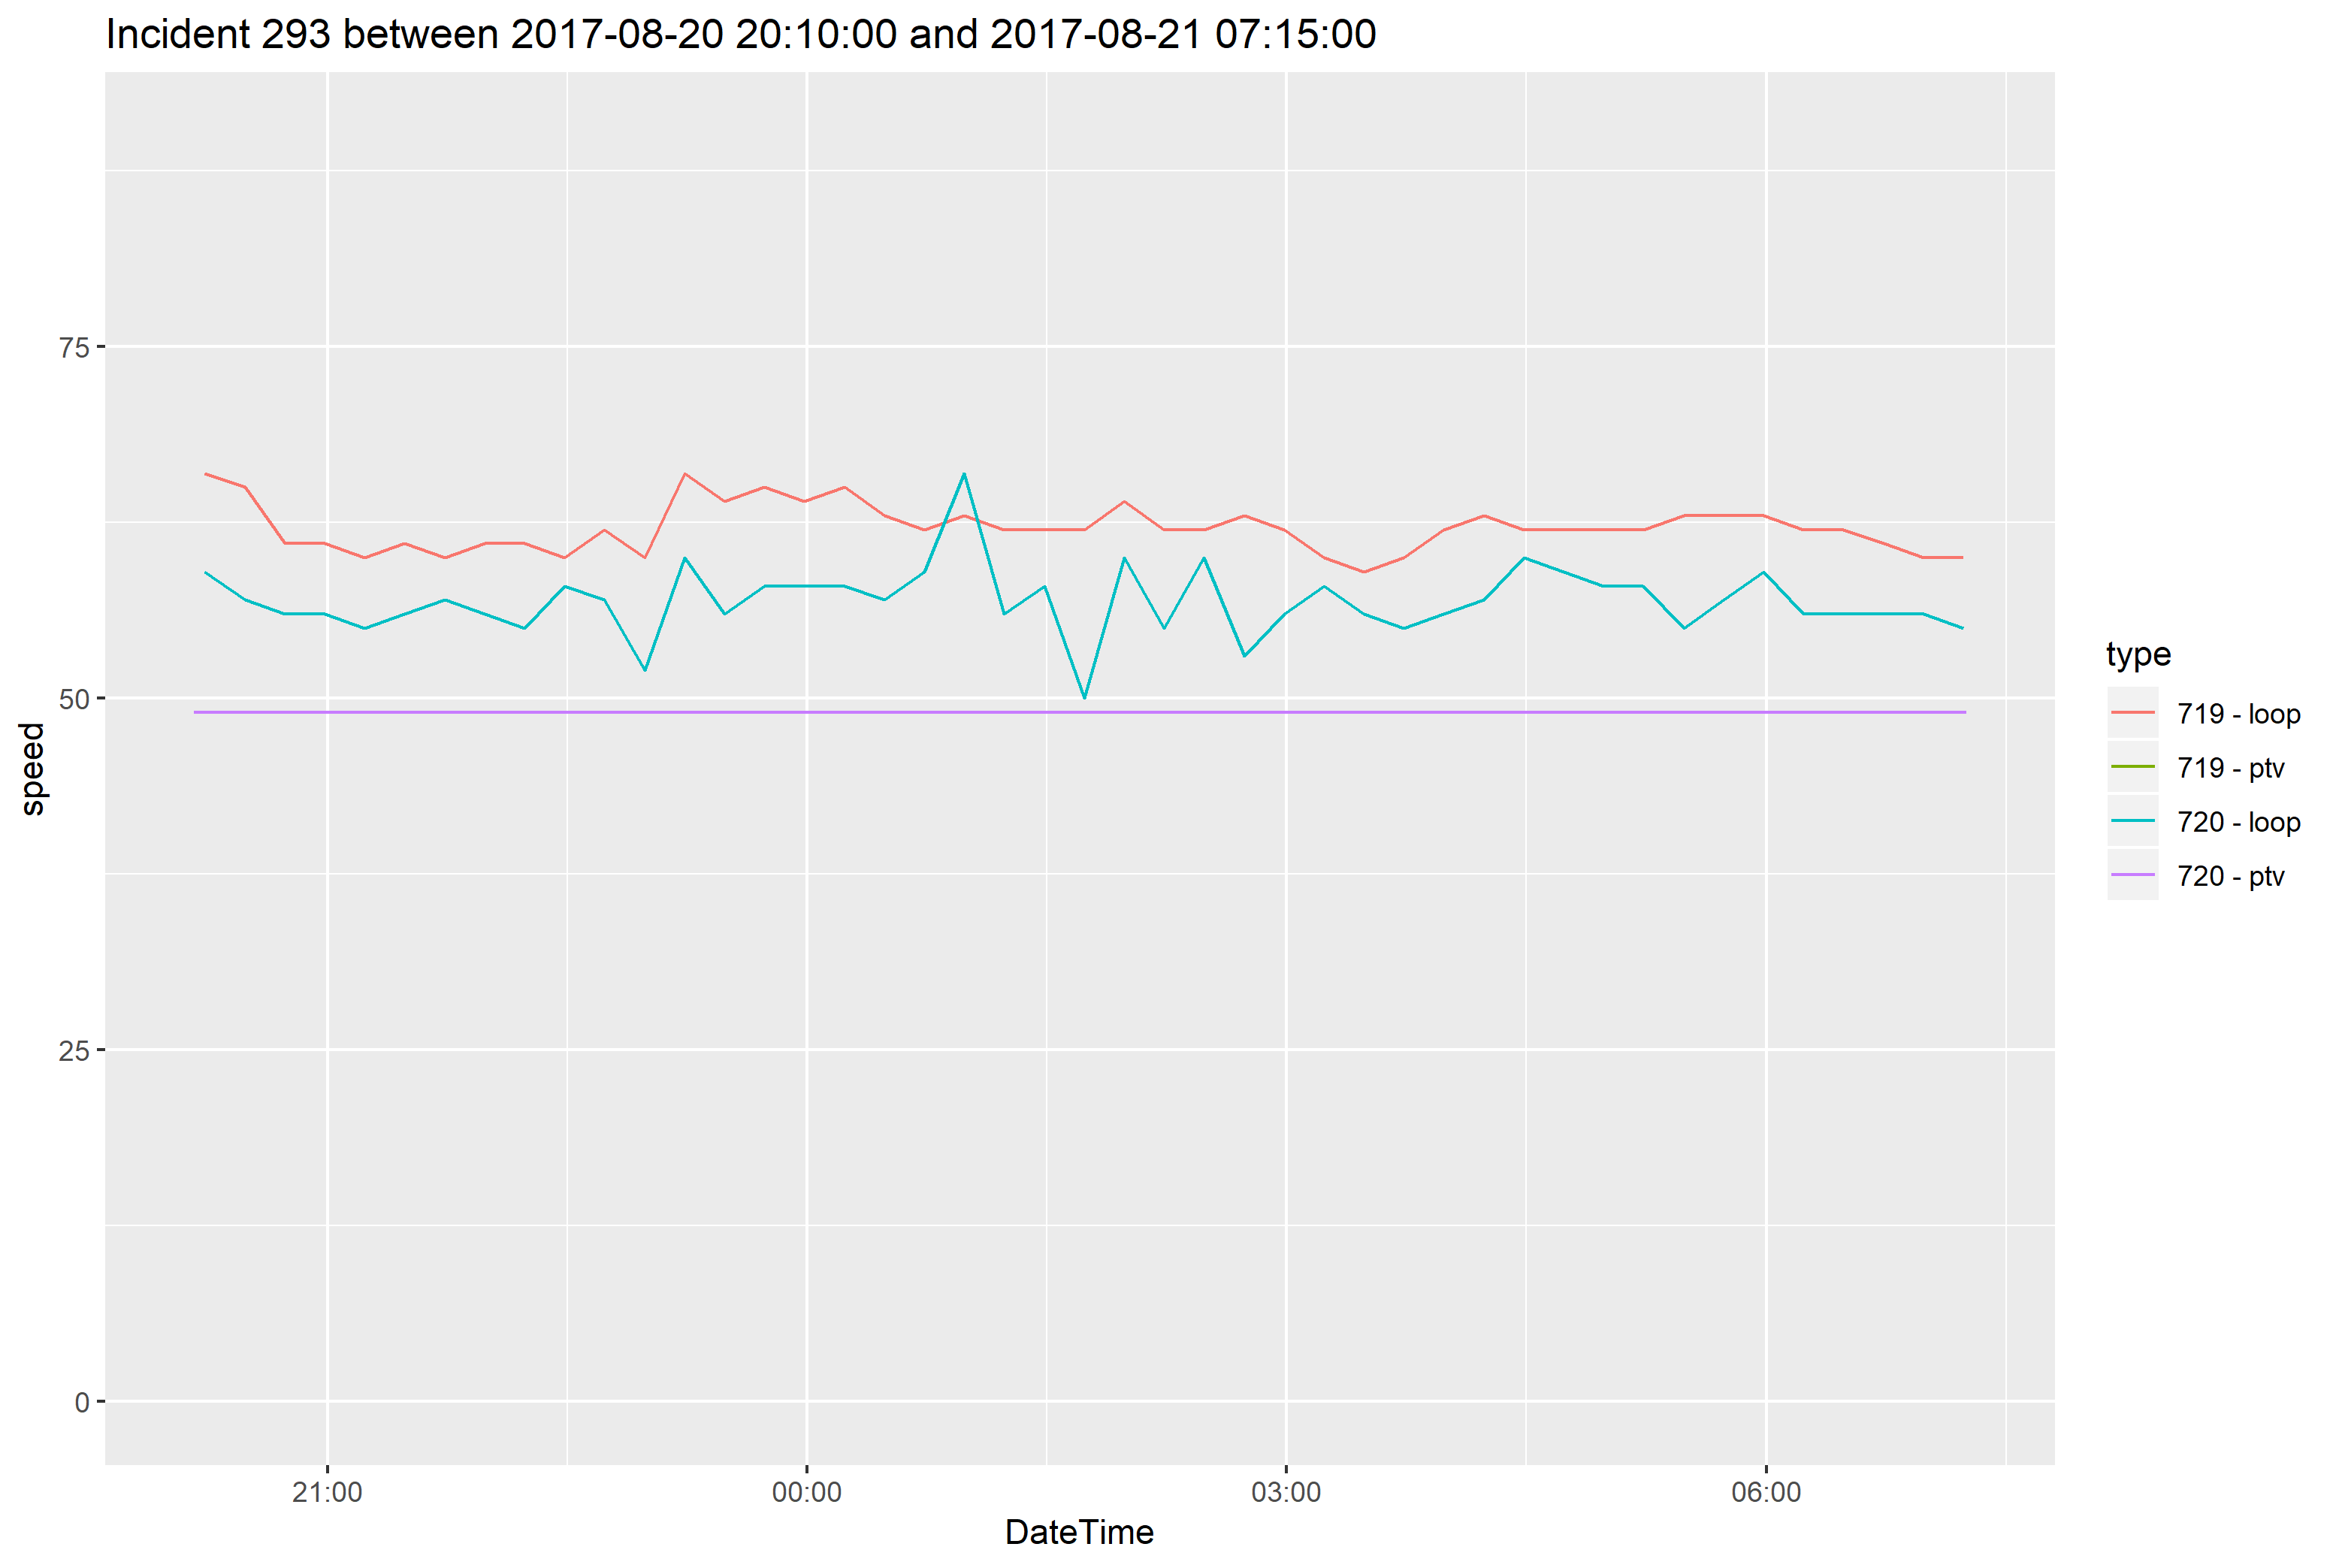 Incident 293 between 2017-08-20 20:10:00 and 2017-08-21 07:15:00
75
50
25
0
speed
21:00
00:00
03:00
06:00
DateTime
type
719 - loop
719 - ptv
720 - loop
720 - ptv